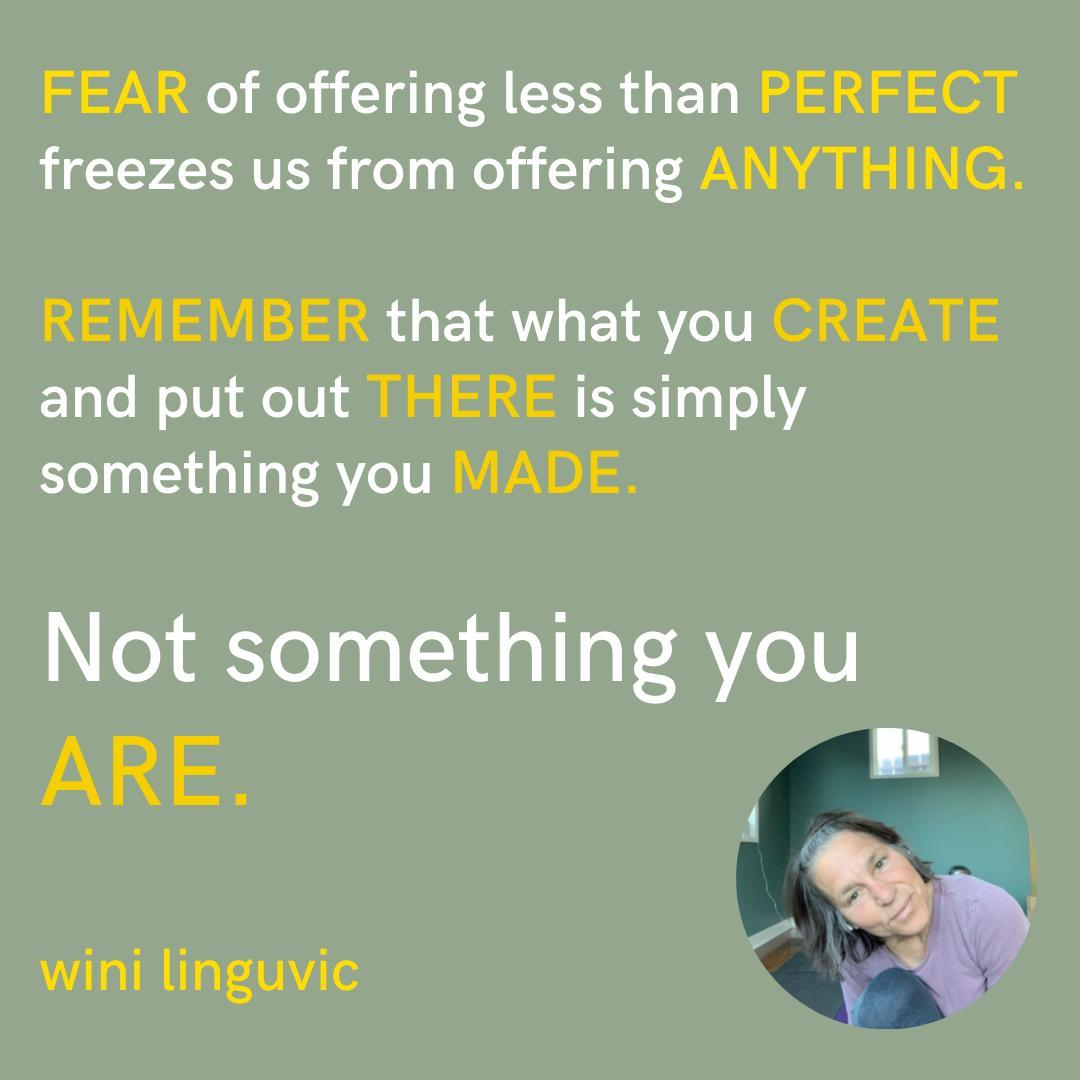 FEAR of offering less than PERFECT
freezes us from offering ANYTHING.
REMEMBER that what you CREATE
and put out THERE is simply
something you MADE.
Not something you
ARE.
wini linguvic